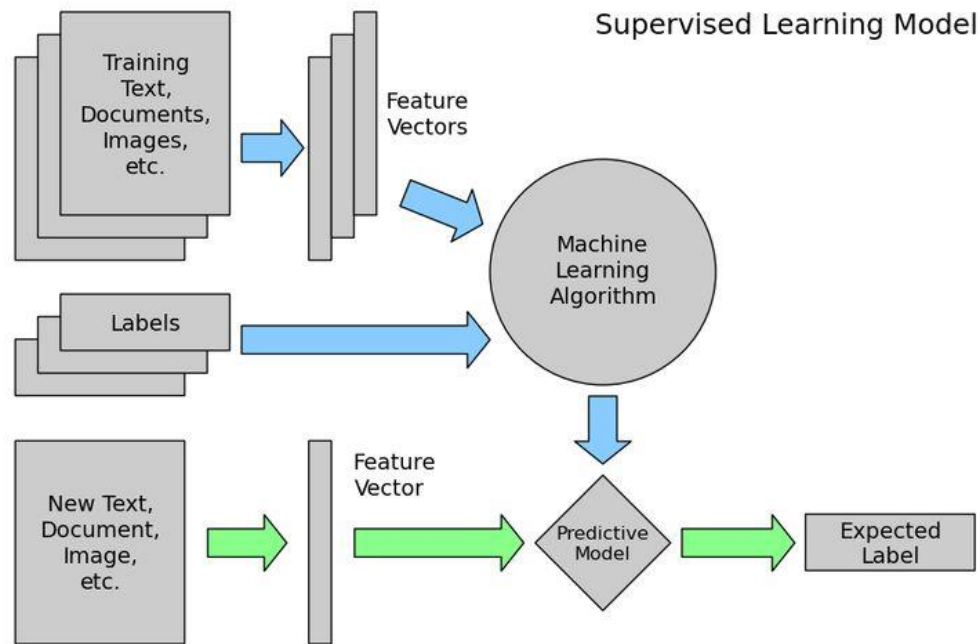 Supervised Learning Model
Training
Text,
Documents,
Images,
etc.
Feature
Vectors
Machine
Learning
Algorithm
Labels
New Text,
Document,
Image,
etc.
Feature
Vector
Predictive
Model
Expected
Label